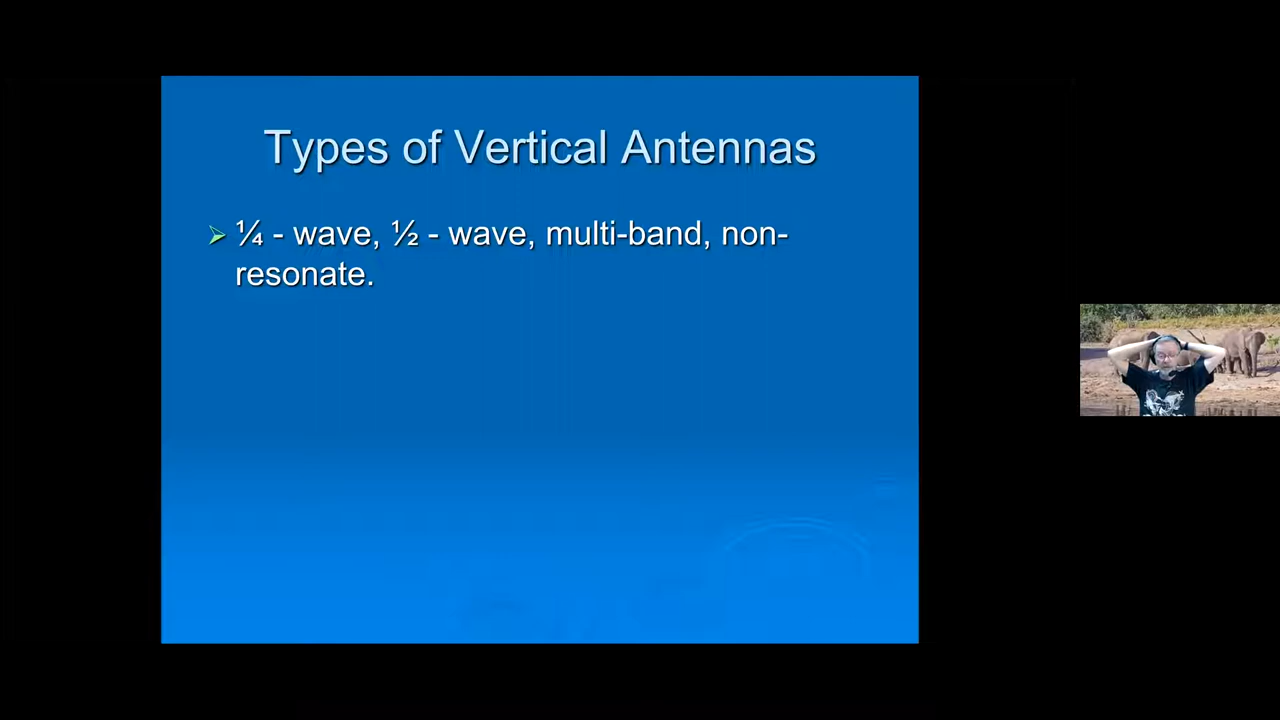 Types of Vertical Antennas
¼ - wave, ½ - wave, multi-band, non-
resonate.